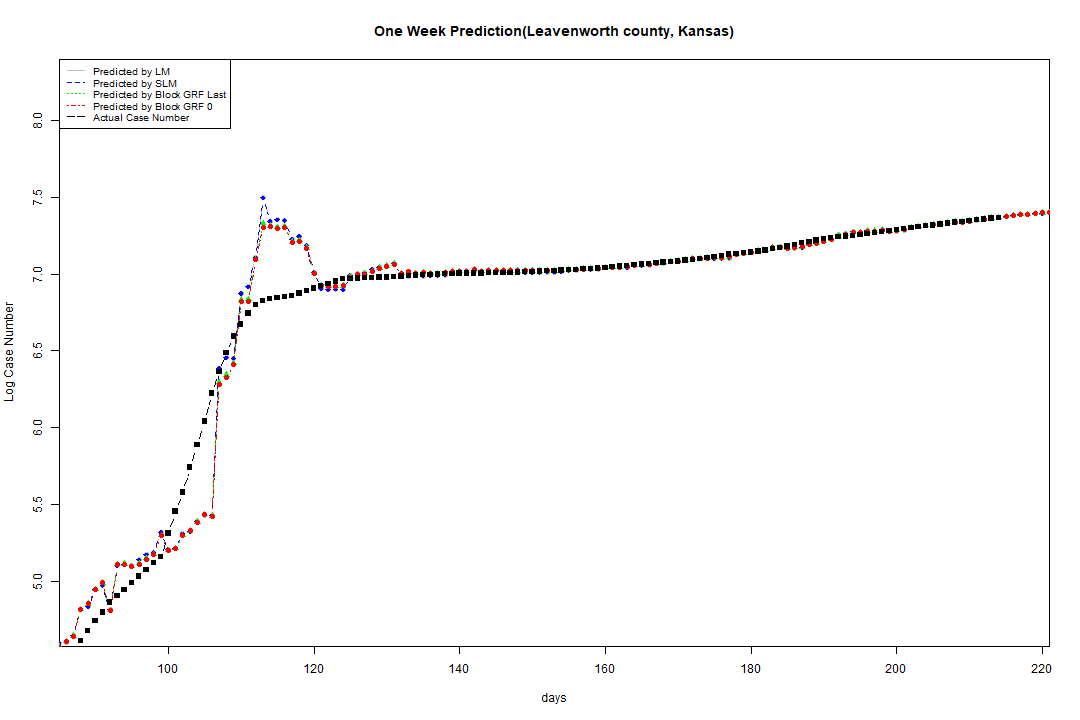 One Week Prediction(Leavenworth county, Kansas)
Predicted by LM
Predicted by SLM
Predicted by Block GRF Last
Predicted by Block GRF 0
Actual Case Number
Log Case Number
8.0
7.5
7.0
6.5
6.0
5.5
5.0
100 120 140 160 180 200 220
days